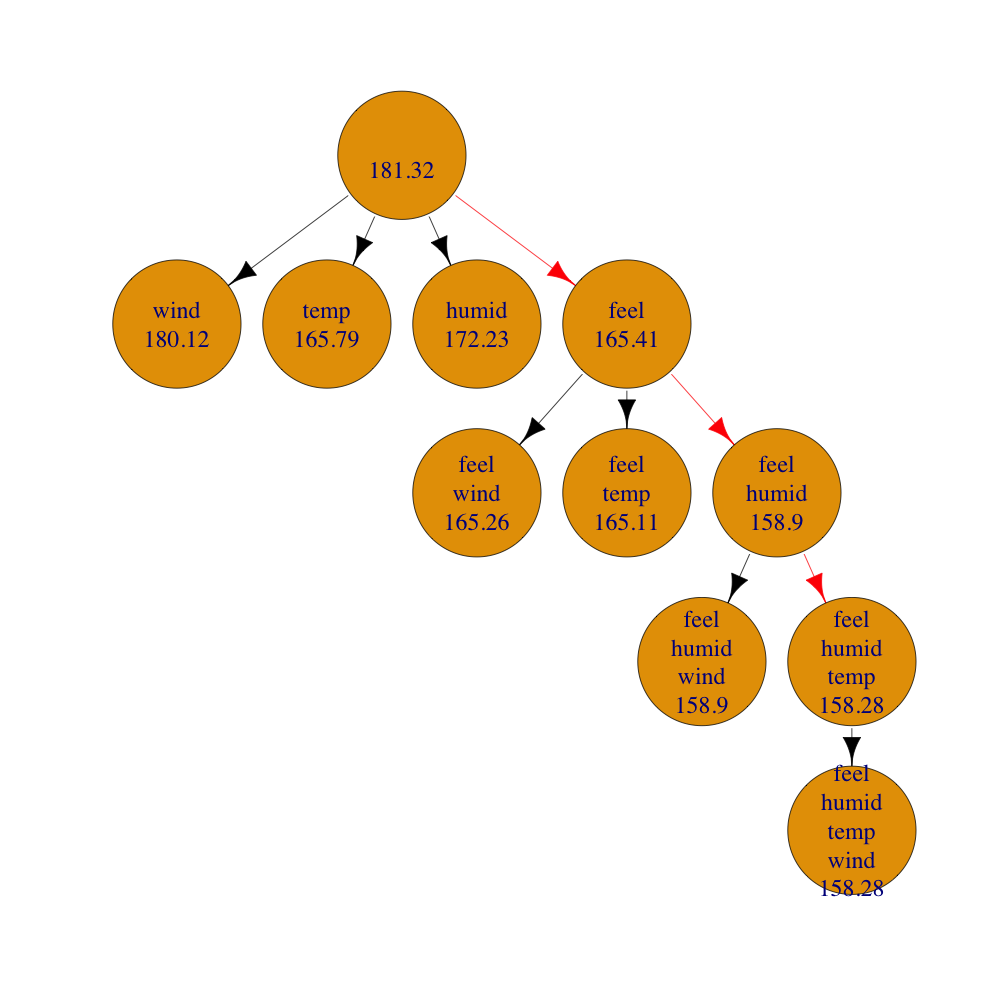 181.32
wind
180.12
temp
165.79
humid
172.23
feel
165.41
feel
wind
165.26
feel
temp
165.11
feel
humid
158.9
feel
humid
wind
158.9
feel
humid
temp
158.28
feel
humid
temp
wind
158.28